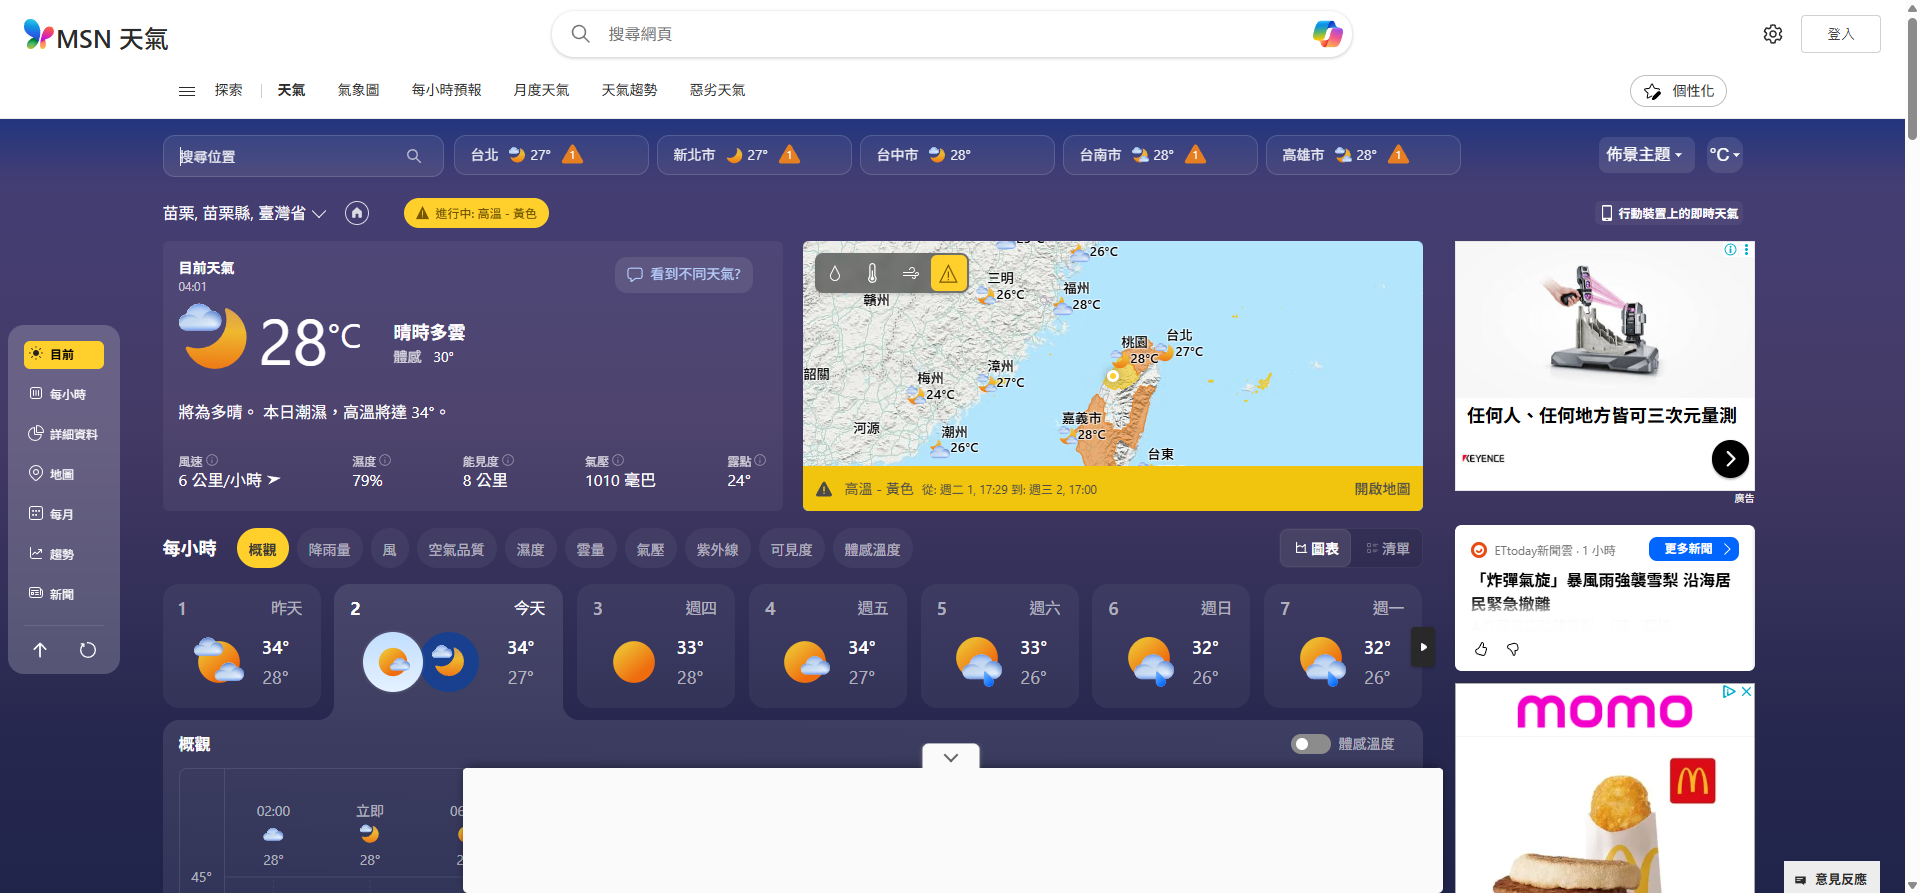 MSN 天氣
搜尋網頁
登入
探索
天氣
氣象圖
每小時預報
月度天氣
天氣趨勢
惡劣天氣
個性化
搜尋位置
台北 27° 1
新北市 27° 1
台中市 28°
台南市 28° 1
高雄市 28° 1
佈景主題
°C
苗栗, 苗栗縣, 臺灣省
進行中: 高溫 - 黃色
行動裝置上的即時天氣
目前天氣
04:01
看到不同天氣?
28°C
晴時多雲
體感 30°
將為多晴。 本日潮濕，高溫將達 34°。
風速
6 公里/小時
濕度
79%
能見度
8 公里
氣壓
1010 毫巴
露點
24°
26°C
三明
26°C
福州
28°C
贛州
台北
27°C
桃園
28°C
漳州
27°C
韶關
梅州
24°C
嘉義市
28°C
河源
潮州
26°C
台東
高溫 - 黃色 從: 週二 1, 17:29 到: 週三 2, 17:00
開啟地圖
任何人、任何地方皆可三次元量測
KEYENCE
廣告
目前
每小時
詳細資料
地圖
每月
趨勢
新聞
每小時
概觀
降雨量
風
空氣品質
濕度
雲量
氣壓
紫外線
可見度
體感溫度
圖表
清單
1 昨天
34°
28°
2 今天
34°
27°
3 週四
33°
28°
4 週五
34°
27°
5 週六
33°
26°
6 週日
32°
26°
7 週一
32°
26°
ETtoday新聞雲 · 1 小時
更多新聞
「炸彈氣旋」暴風雨強襲雪梨 沿海居
民緊急撤離
概觀
體感溫度
02:00
立即
28°
28°
45°
momo
意見反應